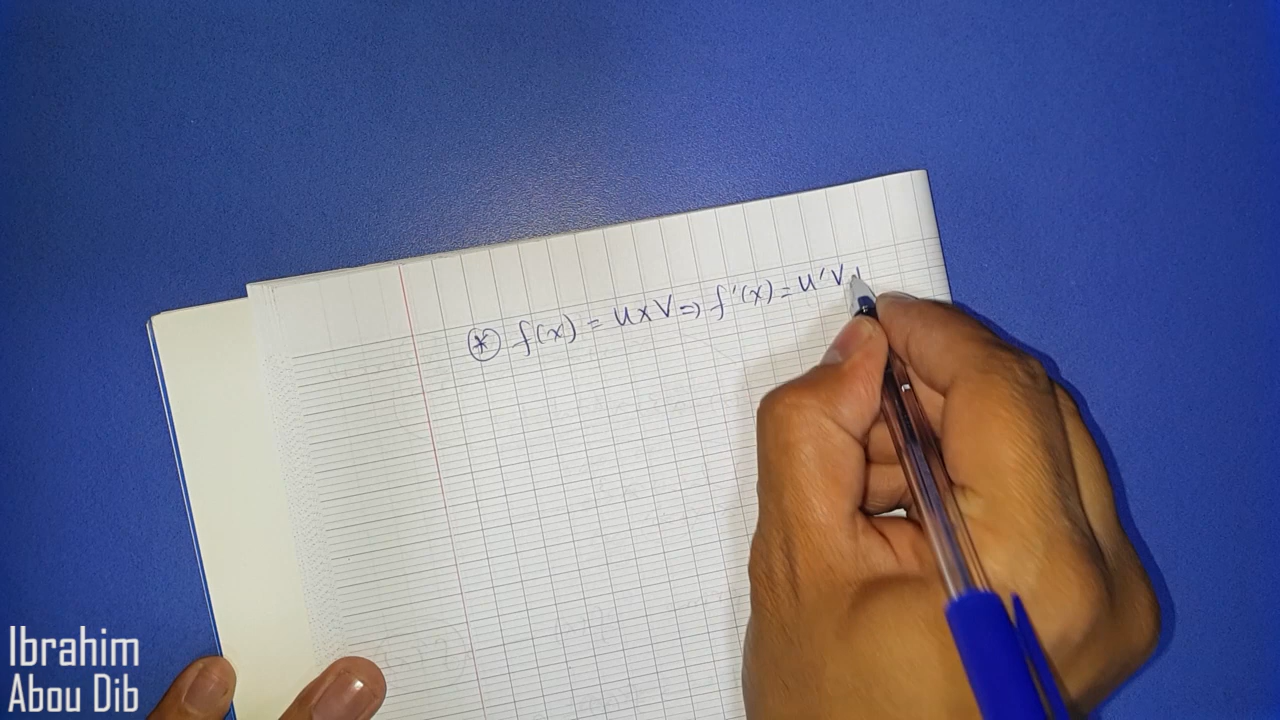 ⊛ f(x) = u×v ⇒ f'(x) = u'v
Ibrahim
Abou Dib